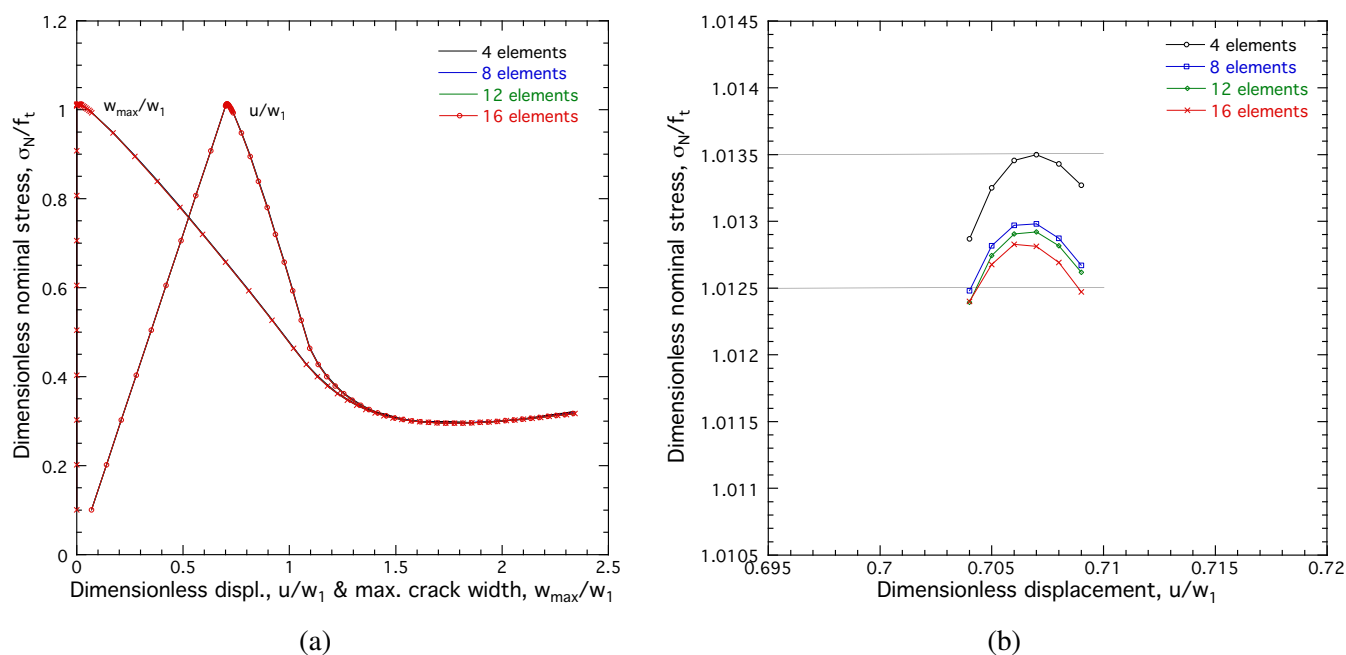 1.2
1
0.8
0.6
0.4
0.2
0
Dimensionless nominal stress, σN/ft
4 elements
8 elements
12 elements
16 elements
wmax/w1
u/w1
0 0.5 1 1.5 2 2.5
Dimensionless displ., u/w1 & max. crack width, wmax/w1
(a)
1.0145
1.014
1.0135
1.013
1.0125
1.012
1.0115
1.011
1.0105
Dimensionless nominal stress, σN/ft
4 elements
8 elements
12 elements
16 elements
0.695 0.7 0.705 0.71 0.715 0.72
Dimensionless displacement, u/w1
(b)